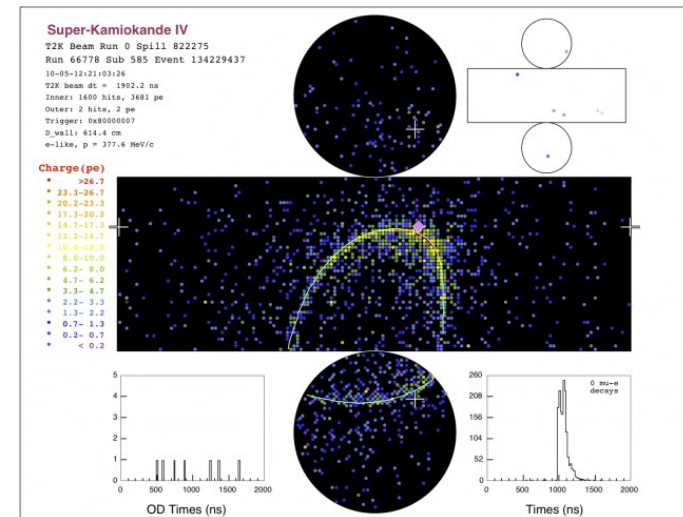 Super-Kamiokande IV
T2K Beam Run 0 Spill 822275
Run 66778 Sub 585 Event 134229437
10-05-12:21:03:26
T2K beam dt = 1902.2 ns
Inner: 1600 hits, 3681 pe
Outer: 2 hits, 2 pe
Trigger: 0x80000007
D_wall: 614.4 cm
e-like, p = 377.6 MeV/c
Charge(pe)
>26.7
23.3-26.7
20.2-23.3
17.3-20.2
14.7-17.3
12.2-14.7
10.0-12.2
8.0-10.0
6.2- 8.0
4.7- 6.2
3.3- 4.7
2.2- 3.3
1.3- 2.2
0.7- 1.3
0.2- 0.7
< 0.2
5
4
3
2
1
0
0 500 1000 1500 2000
OD Times (ns)
0 mu-e
decays
260
208
156
104
52
0
0 500 1000 1500 2000
Times (ns)